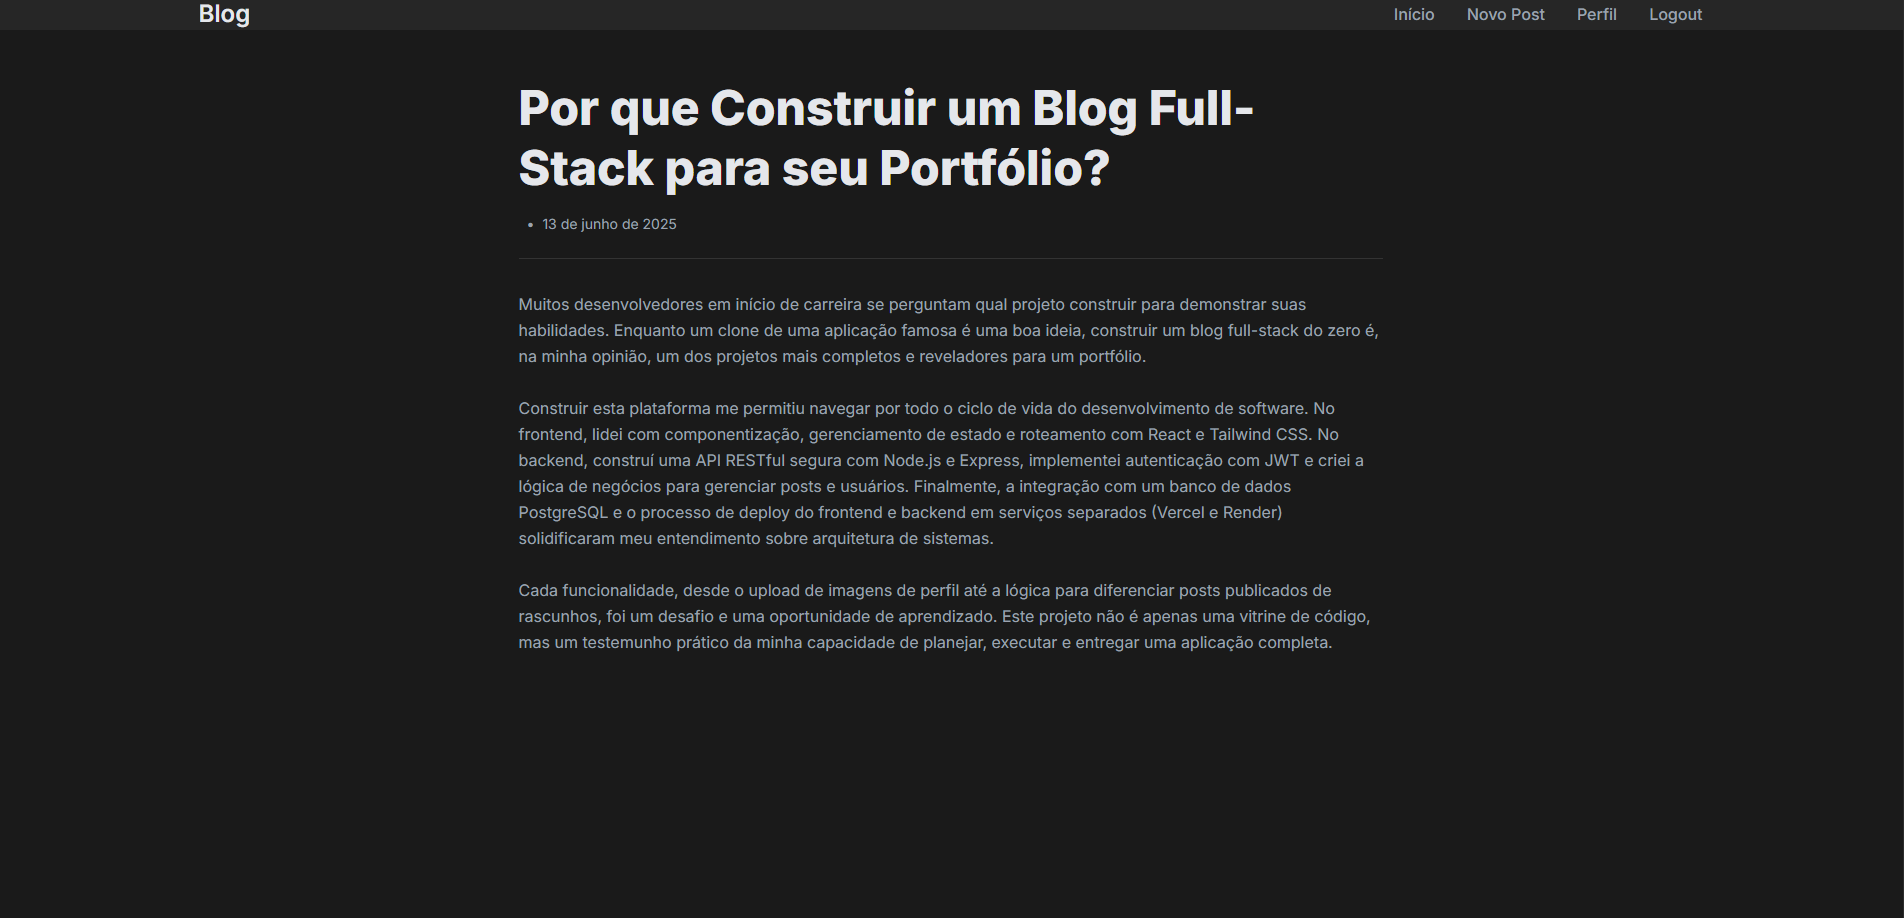 Blog
Início Novo Post Perfil Logout
Por que Construir um Blog Full-
Stack para seu Portfólio?
• 13 de junho de 2025
Muitos desenvolvedores em início de carreira se perguntam qual projeto construir para demonstrar suas
habilidades. Enquanto um clone de uma aplicação famosa é uma boa ideia, construir um blog full-stack do zero é,
na minha opinião, um dos projetos mais completos e reveladores para um portfólio.
Construir esta plataforma me permitiu navegar por todo o ciclo de vida do desenvolvimento de software. No
frontend, lidei com componentização, gerenciamento de estado e roteamento com React e Tailwind CSS. No
backend, construí uma API RESTful segura com Node.js e Express, implementei autenticação com JWT e criei a
lógica de negócios para gerenciar posts e usuários. Finalmente, a integração com um banco de dados
PostgreSQL e o processo de deploy do frontend e backend em serviços separados (Vercel e Render)
solidificaram meu entendimento sobre arquitetura de sistemas.
Cada funcionalidade, desde o upload de imagens de perfil até a lógica para diferenciar posts publicados de
rascunhos, foi um desafio e uma oportunidade de aprendizado. Este projeto não é apenas uma vitrine de código,
mas um testemunho prático da minha capacidade de planejar, executar e entregar uma aplicação completa.